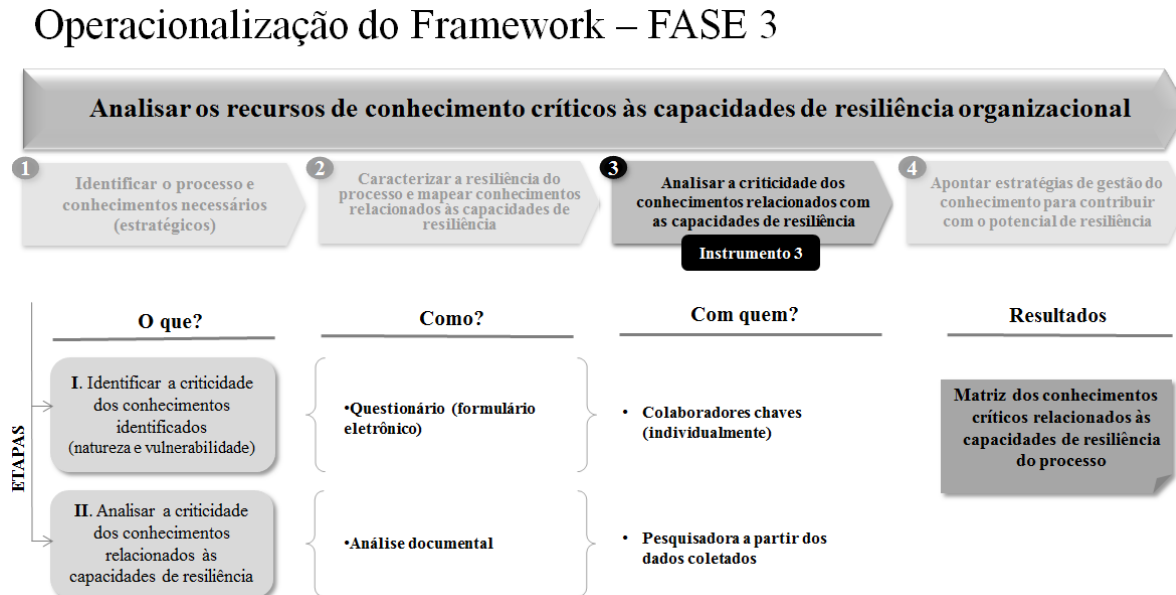 Operacionalização do Framework – FASE 3
Analisar os recursos de conhecimento críticos às capacidades de resiliência organizacional
1
Identificar o processo e
conhecimentos necessários
(estratégicos)
2
Caracterizar a resiliência do
processo e mapear conhecimentos
relacionados às capacidades de
resiliência
3
Analisar a criticidade dos
conhecimentos relacionados com
as capacidades de resiliência
Instrumento 3
4
Apontar estratégias de gestão do
conhecimento para contribuir
com o potencial de resiliência
O que?
Como?
Com quem?
Resultados
ETAPAS
I. Identificar a criticidade
dos conhecimentos
identificados
(natureza e vulnerabilidade)
•Questionário (formulário
eletrônico)
• Colaboradores chaves
(individualmente)
Matriz dos conhecimentos
críticos relacionados às
capacidades de resiliência
do processo
II. Analisar a criticidade
dos conhecimentos
relacionados às
capacidades de resiliência
•Análise documental
• Pesquisadora a partir dos
dados coletados